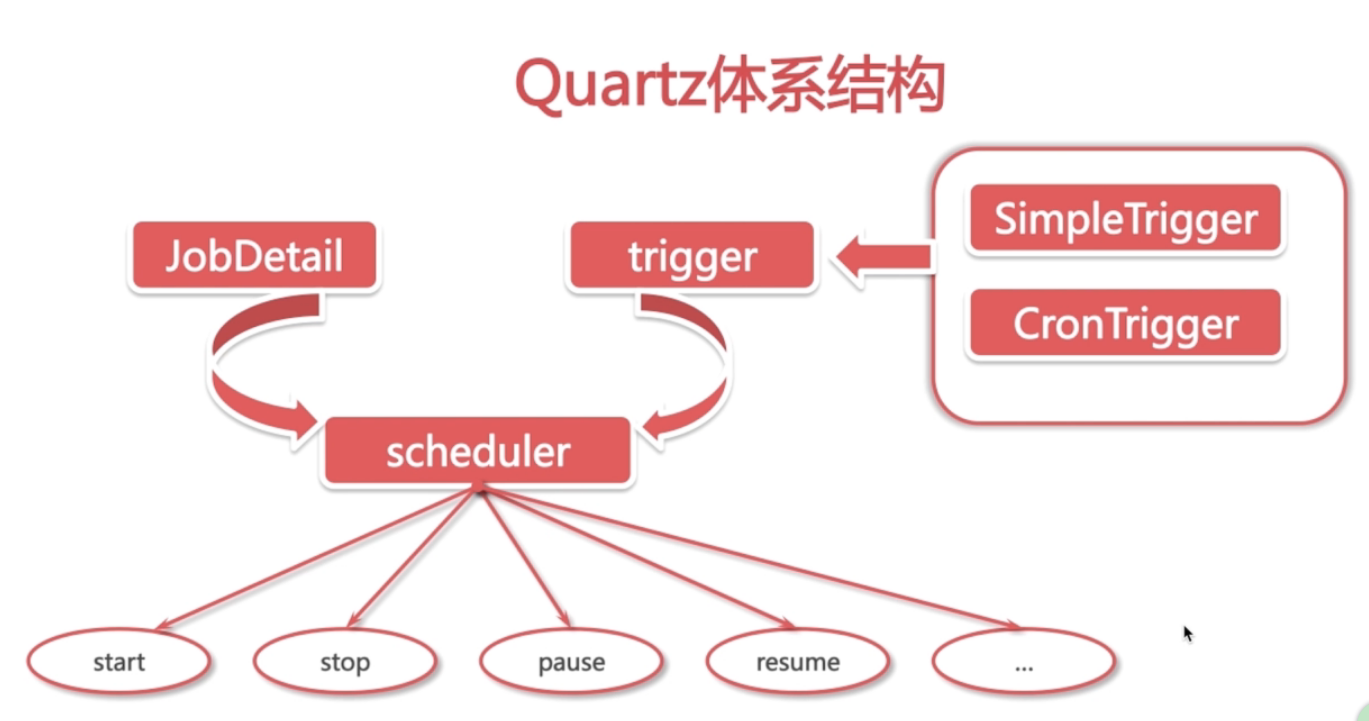 Quartz体系结构
JobDetail
trigger
SimpleTrigger
CronTrigger
scheduler
start
stop
pause
resume
...